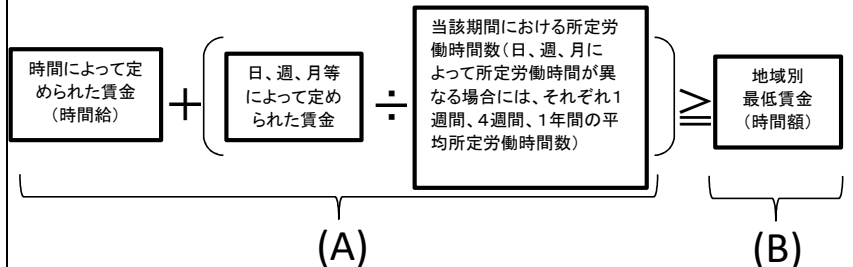 時間によって定
められた賃金
(時間給)
+
日、週、月等
によって定め
られた賃金
÷
当該期間における所定労
働時間数(日、週、月に
よって所定労働時間が異
なる場合には、それぞれ1
週間、4週間、1年間の平
均所定労働時間数)
≧
地域別
最低賃金
(時間額)
(A)
(B)